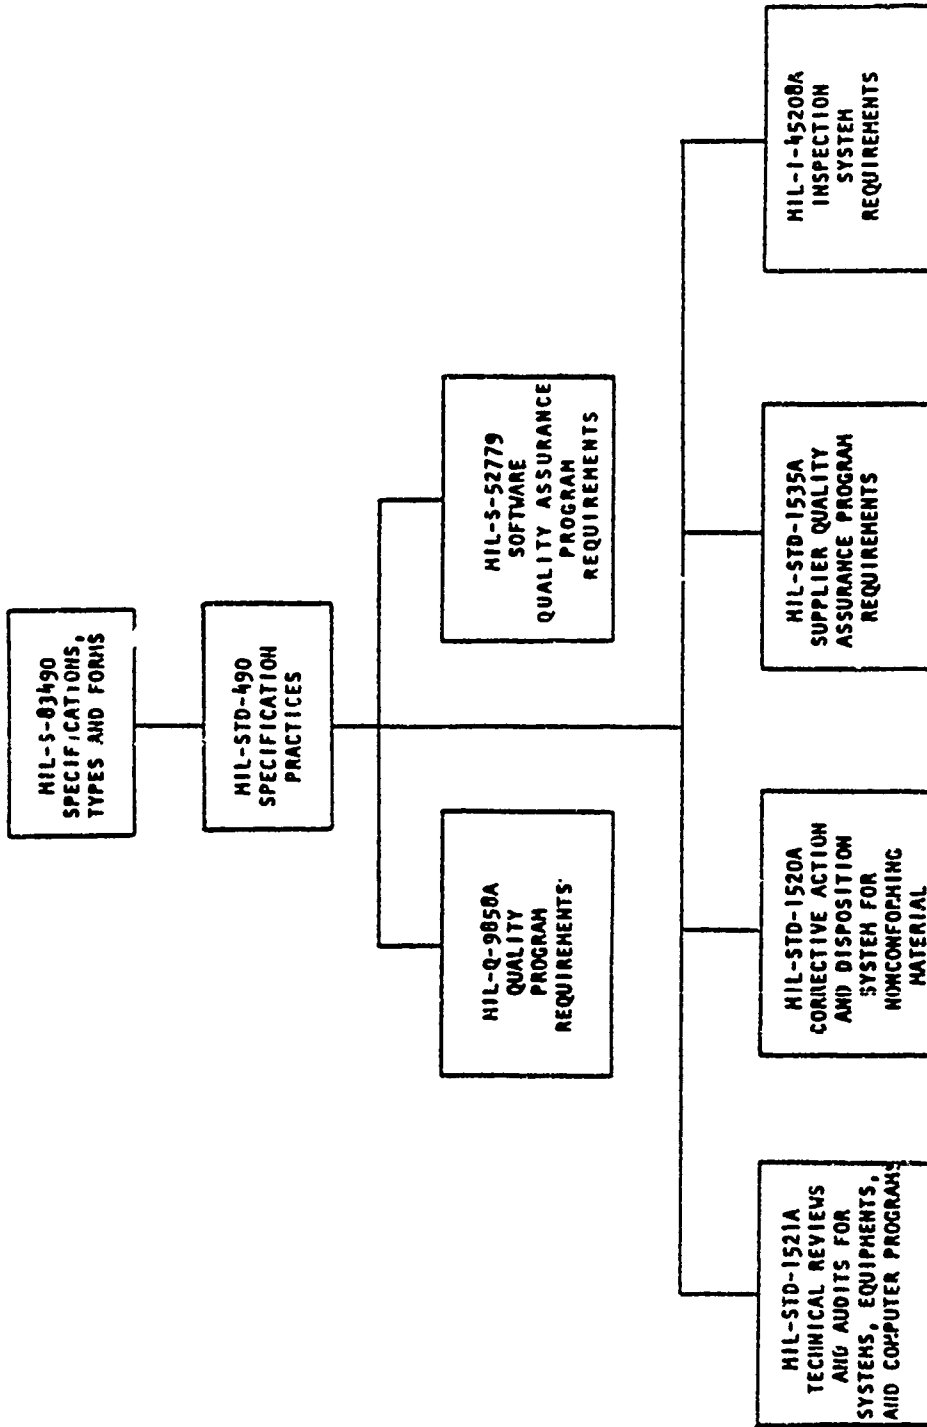 MIL-S-83490
SPECIFICATIONS,
TYPES AND FORMS
MIL-STD-490
SPECIFICATION
PRACTICES
MIL-Q-9858A
QUALITY
PROGRAM
REQUIREMENTS
MIL-S-52779
SOFTWARE
QUALITY ASSURANCE
PROGRAM
REQUIREMENTS
MIL-STD-1521A
TECHNICAL REVIEWS
AND AUDITS FOR
SYSTEMS, EQUIPMENTS,
AND COMPUTER PROGRAMS
MIL-STD-1520A
CORRECTIVE ACTION
AND DISPOSITION
SYSTEM FOR
NONCONFORMING
MATERIAL
MIL-STD-1535A
SUPPLIER QUALITY
ASSURANCE PROGRAM
REQUIREMENTS
MIL-I-45208A
INSPECTION
SYSTEM
REQUIREMENTS